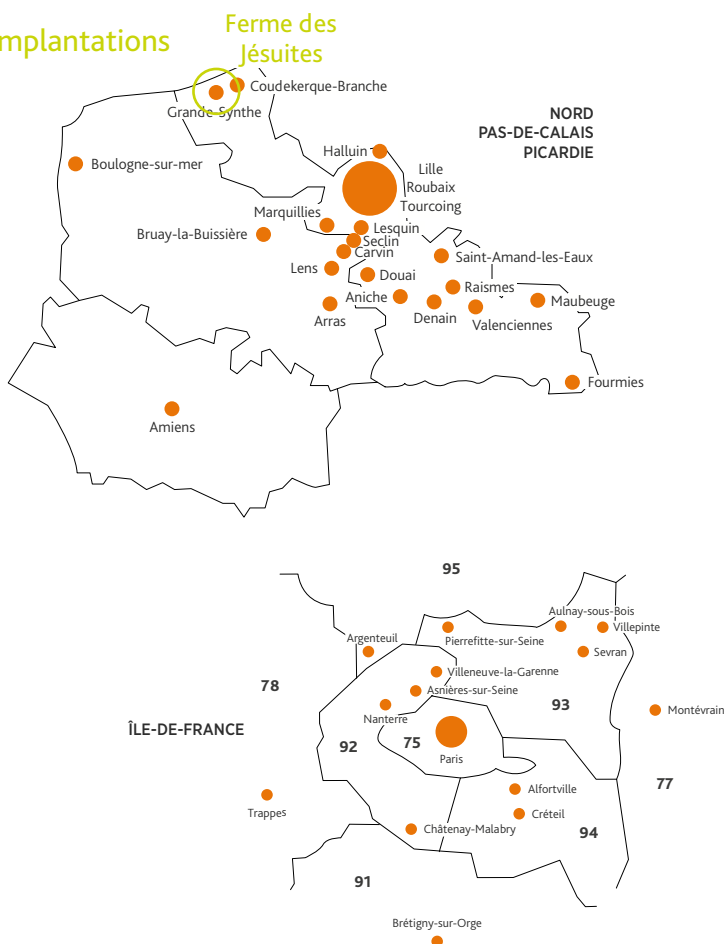 mplantations
Ferme des
Jésuites
Coudekerque-Branche
Grande-Synthe
NORD
PAS-DE-CALAIS
PICARDIE
Halluin
Lille
Roubaix
Tourcoing
Boulogne-sur-mer
Marquillies
Bruay-la-Buissière
Lesquin
Seclin
Carvin
Saint-Amand-les-Eaux
Lens
Douai
Raismes
Aniche
Maubeuge
Arras
Denain
Valenciennes
Fourmies
Amiens
95
Aulnay-sous-Bois
Argenteuil
Pierrefitte-sur-Seine
Villepinte
Sevran
78
Villeneuve-la-Garenne
Asnières-sur-Seine
93
Montévrain
Nanterre
ÎLE-DE-FRANCE
92
75
Paris
77
Alfortville
Trappes
Créteil
Châtenay-Malabry
94
91
Brétigny-sur-Orge